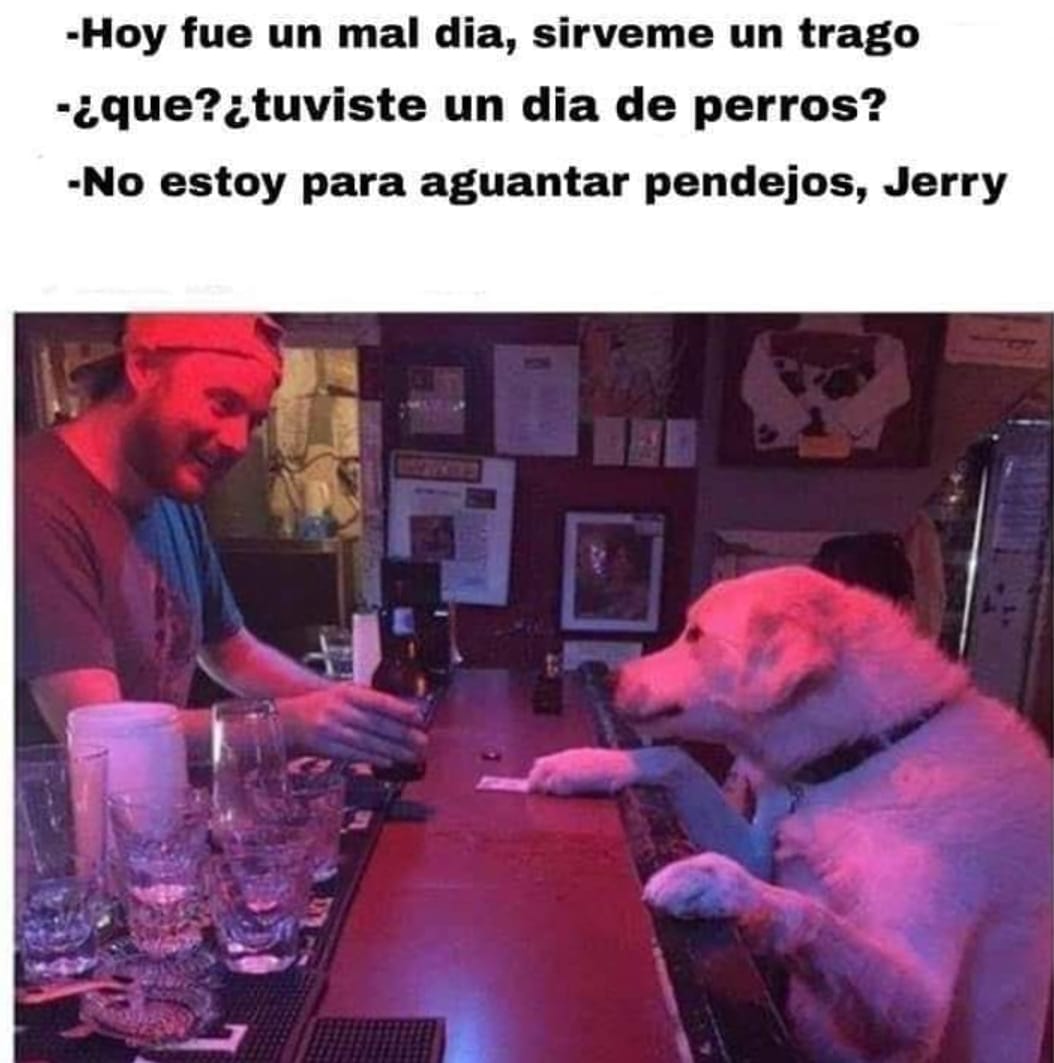 -Hoy fue un mal dia, sirveme un trago
-¿que?¿tuviste un dia de perros?
-No estoy para aguantar pendejos, Jerry